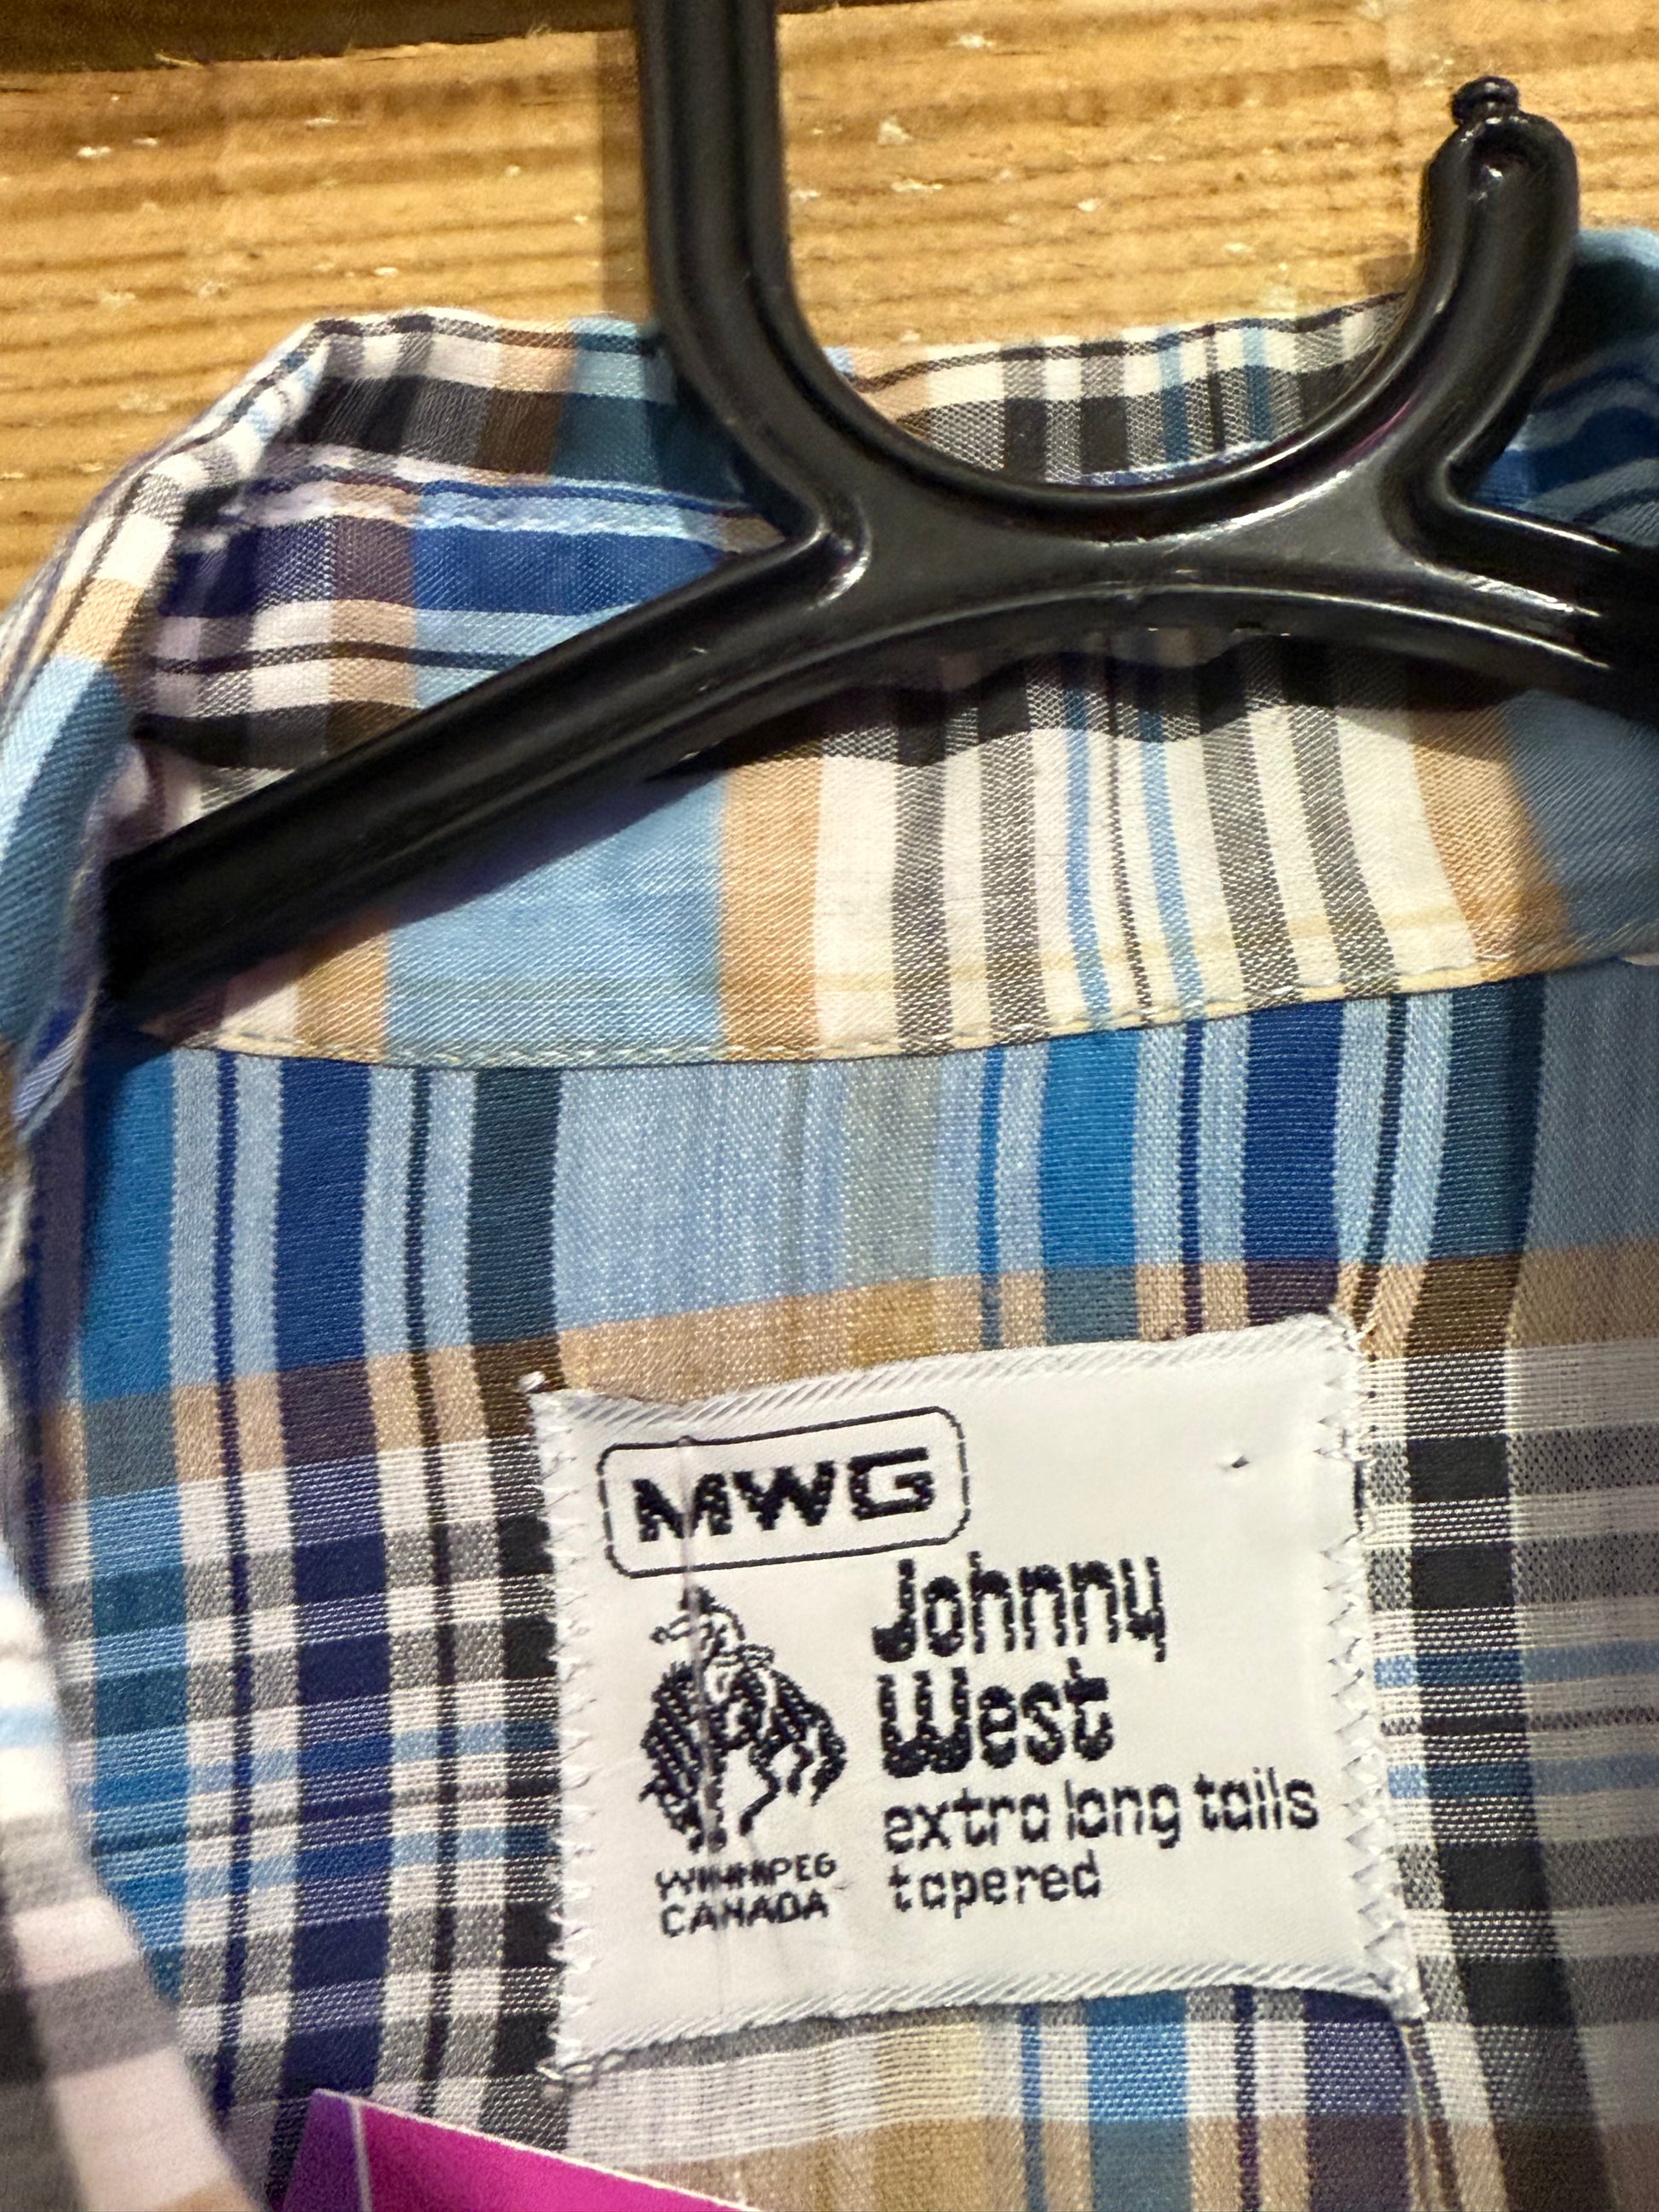 MWG
Johnny
West
extra long tails
tapered
WINNIPEG
CANADA